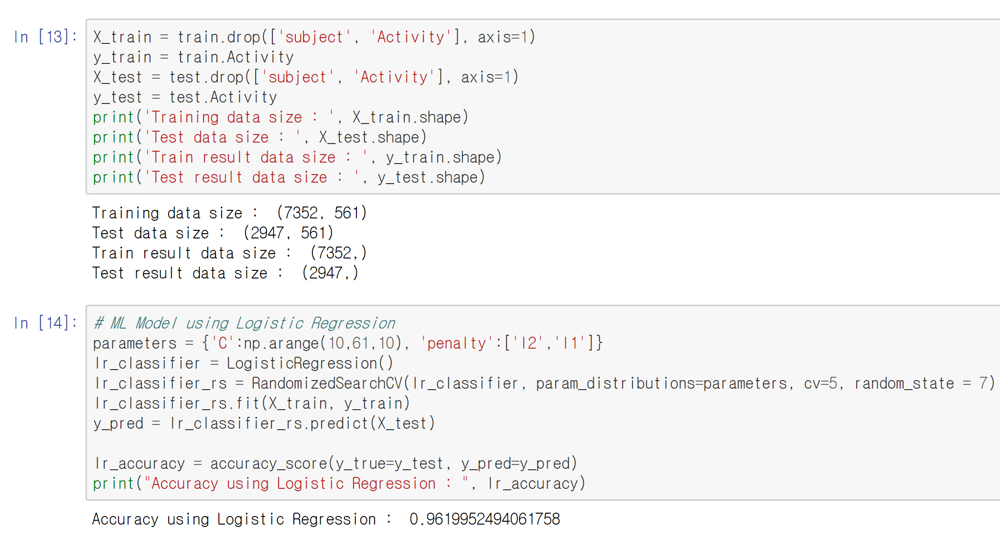 In [13]: X_train = train.drop(['subject', 'Activity'], axis=1)
y_train = train.Activity
X_test = test.drop(['subject', 'Activity'], axis=1)
y_test = test.Activity
print('Training data size : ', X_train.shape)
print('Test data size : ', X_test.shape)
print('Train result data size : ', y_train.shape)
print('Test result data size : ', y_test.shape)
Training data size :  (7352, 561)
Test data size :  (2947, 561)
Train result data size :  (7352,)
Test result data size :  (2947,)
In [14]: # ML Model using Logistic Regression
parameters = {'C':np.arange(10,61,10), 'penalty':['l2','l1']}
lr_classifier = LogisticRegression()
lr_classifier_rs = RandomizedSearchCV(lr_classifier, param_distributions=parameters, cv=5, random_state = 7)
lr_classifier_rs.fit(X_train, y_train)
y_pred = lr_classifier_rs.predict(X_test)
lr_accuracy = accuracy_score(y_true=y_test, y_pred=y_pred)
print("Accuracy using Logistic Regression : ", lr_accuracy)
Accuracy using Logistic Regression :  0.9619952494061758